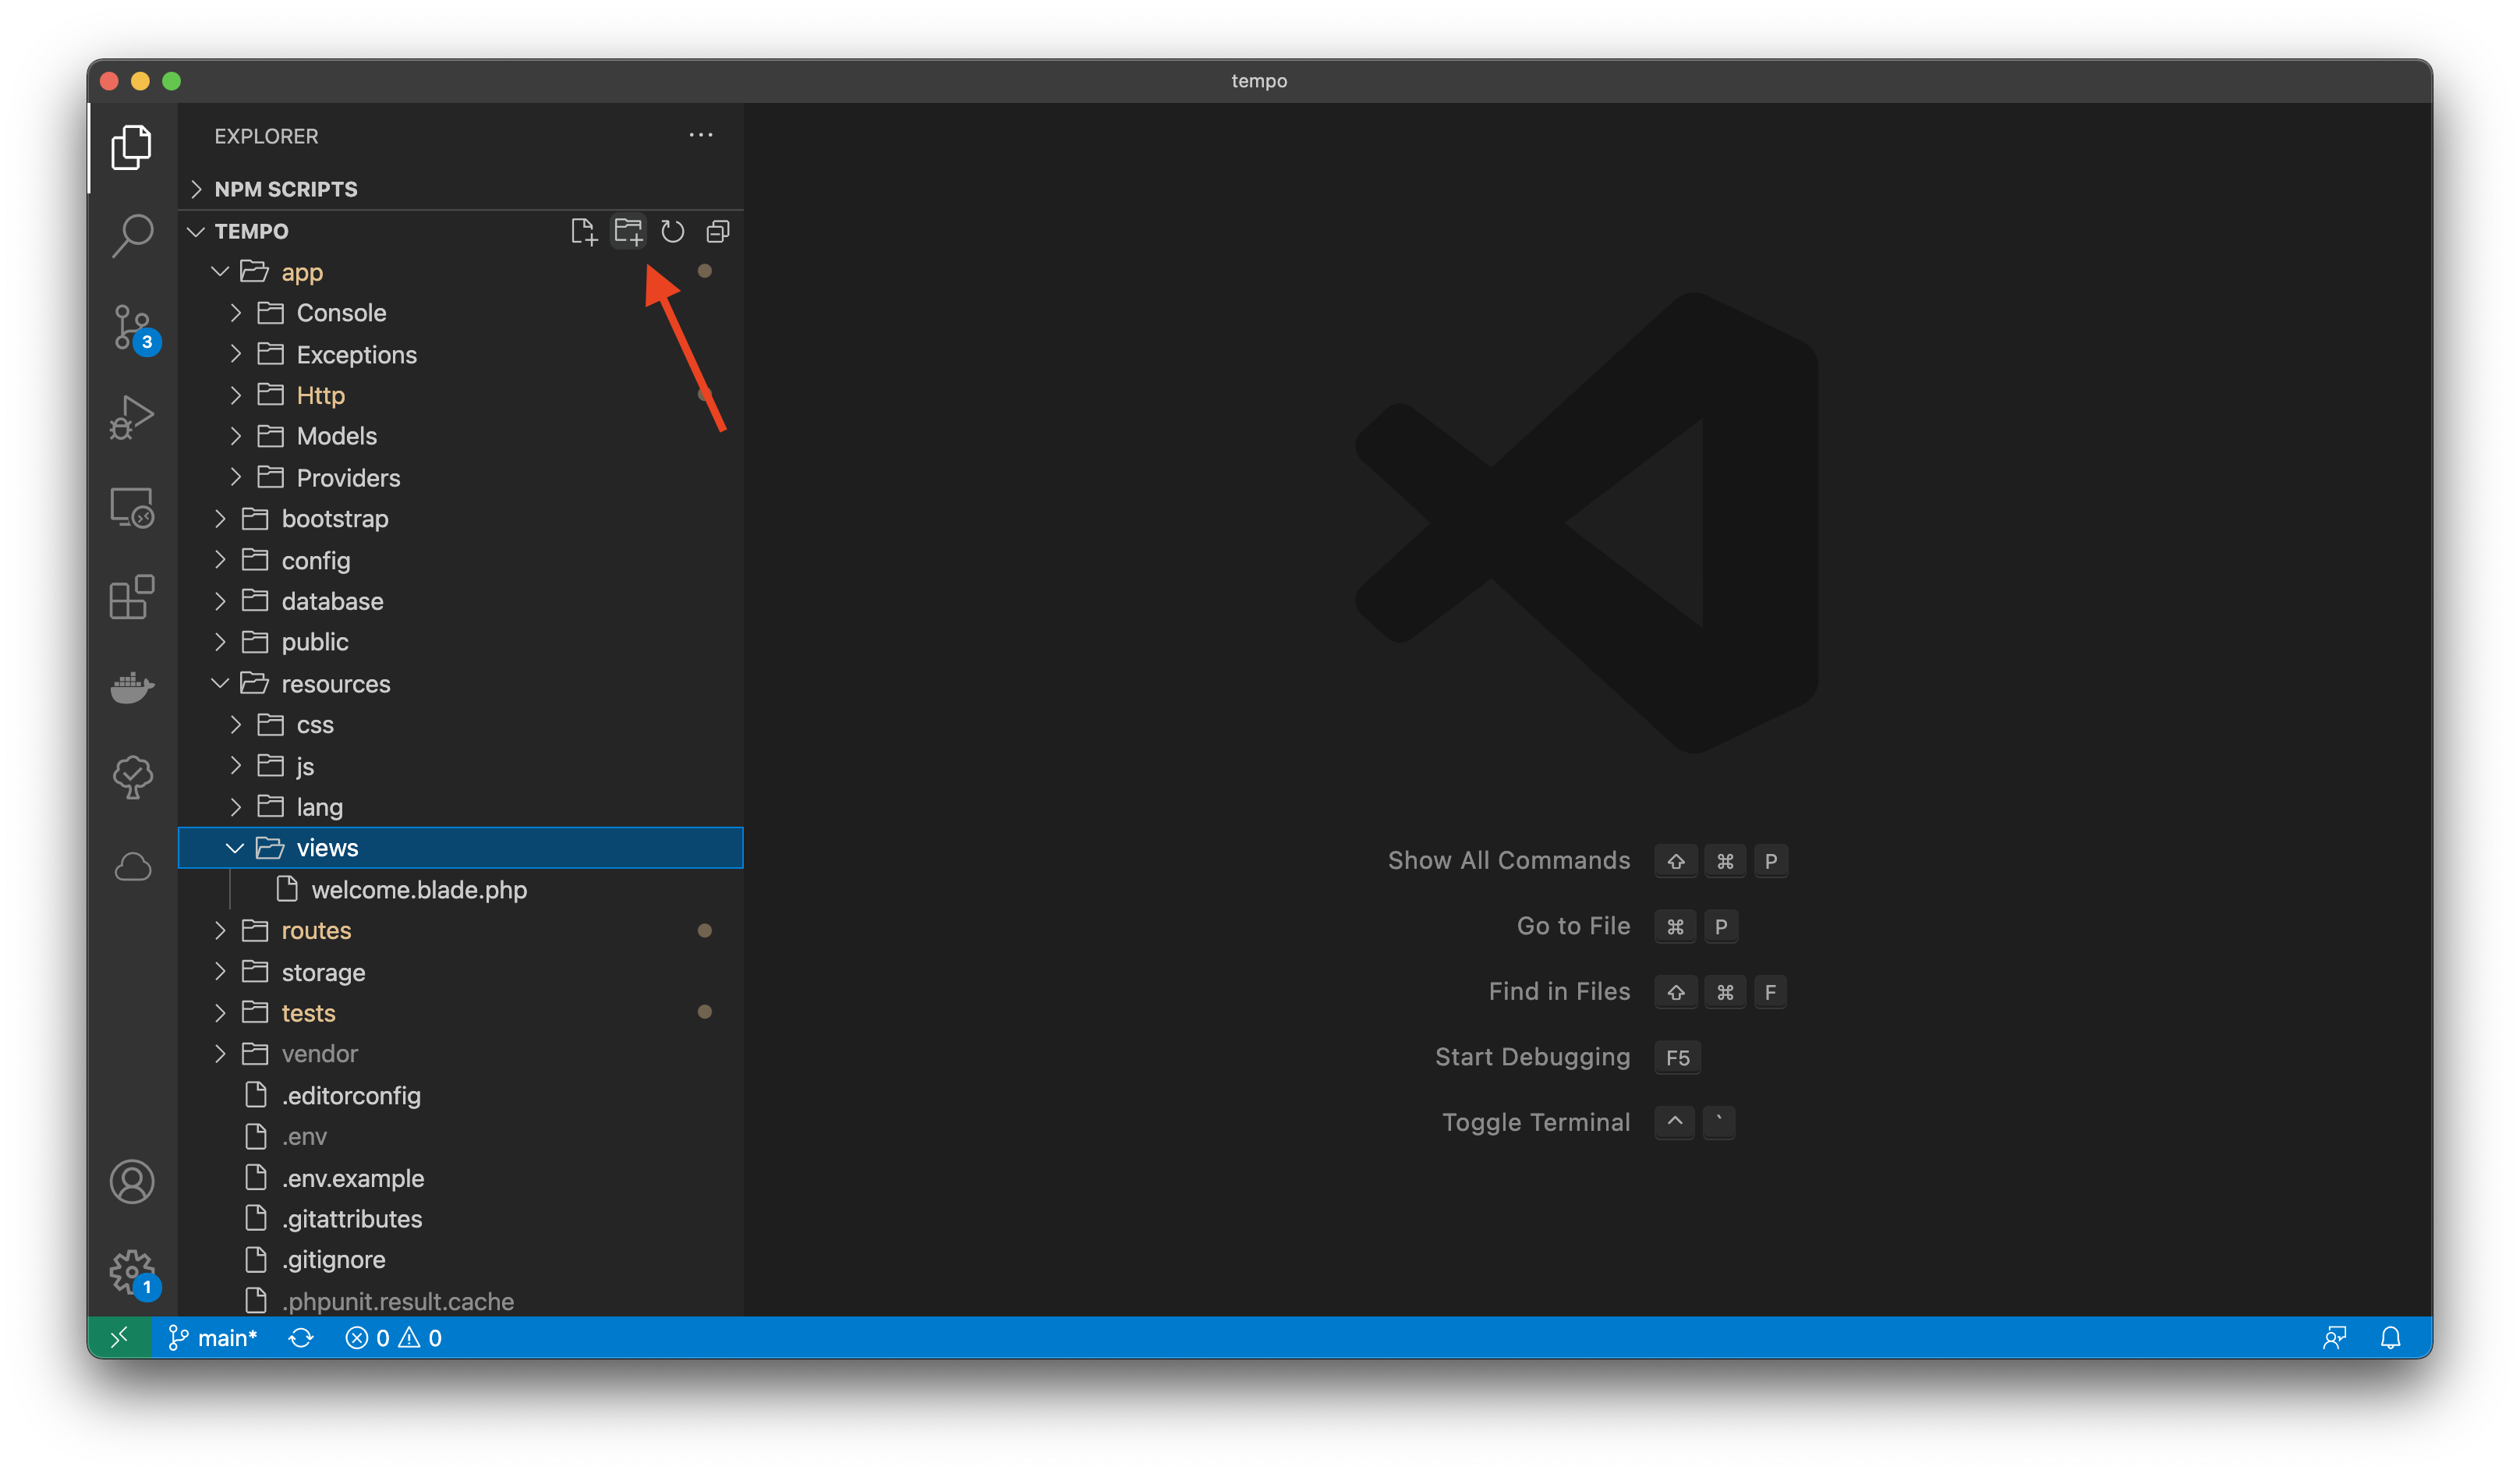 tempo
EXPLORER
NPM SCRIPTS
TEMPO
app
Console
Exceptions
Http
Models
Providers
bootstrap
config
database
public
resources
css
js
lang
views
welcome.blade.php
routes
storage
tests
vendor
.editorconfig
.env
.env.example
.gitattributes
.gitignore
.phpunit.result.cache
3
1
Show All Commands ⇧ ⌘ P
Go to File ⌘ P
Find in Files ⇧ ⌘ F
Start Debugging F5
Toggle Terminal ^ `
main* 0 0